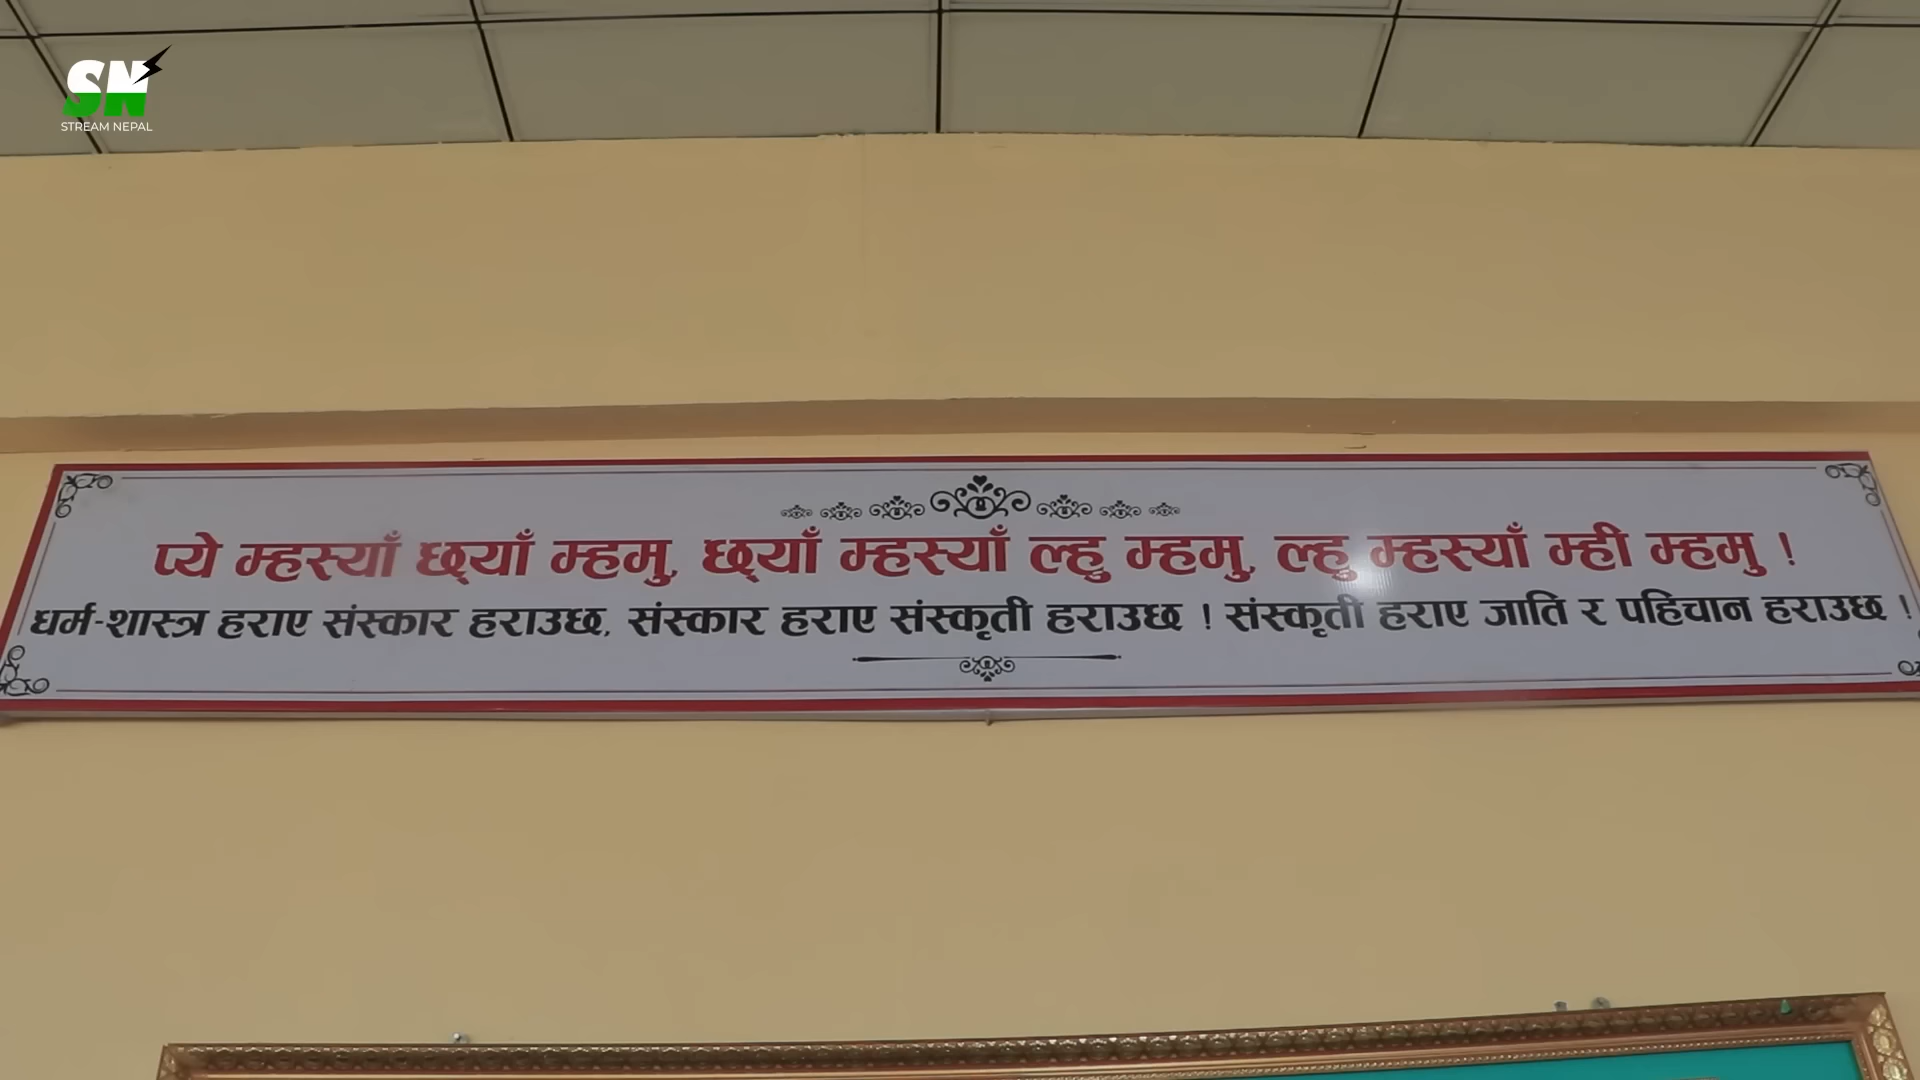 SN
STREAM NEPAL
प्ये म्हस्याँ छ्याँ म्हमु, छ्याँ म्हस्याँ ल्हु म्हमु, ल्हु म्हस्याँ म्ही म्हमु !
धर्म-शास्त्र हराए संस्कार हराउछ, संस्कार हराए संस्कृती हराउछ ! संस्कृती हराए जाति र पहिचान हराउछ !